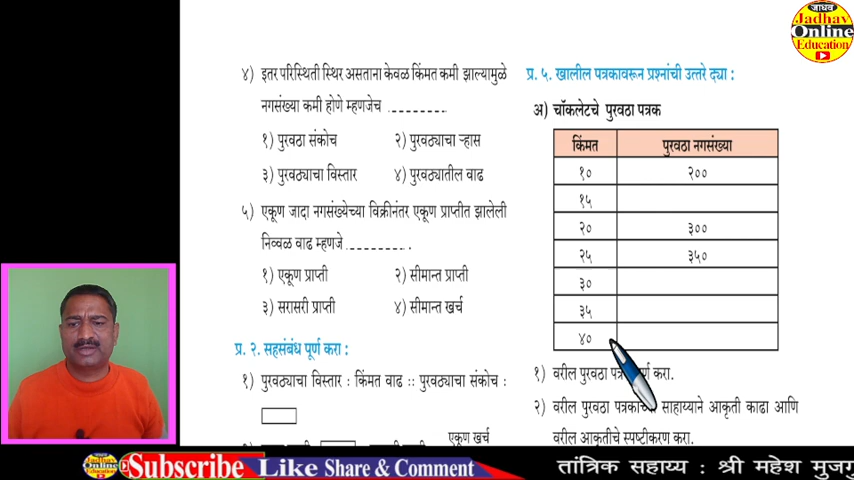 जाधव
Jadhav
Online
Education
४) इतर परिस्थिती स्थिर असताना केवळ किंमत कमी झाल्यामुळे
नगसंख्या कमी होणे म्हणजेच ---------
१) पुरवठा संकोच २) पुरवठ्याचा ऱ्हास
३) पुरवठ्याचा विस्तार ४) पुरवठ्यातील वाढ
५) एकूण जादा नगसंख्येच्या विक्रीनंतर एकूण प्राप्तीत झालेली
निव्वळ वाढ म्हणजे --------- .
१) एकूण प्राप्ती २) सीमान्त प्राप्ती
३) सरासरी प्राप्ती ४) सीमान्त खर्च
प्र. २. सहसंबंध पूर्ण करा :
१) पुरवठ्याचा विस्तार : किंमत वाढ :: पुरवठ्याचा संकोच :
एकूण खर्च
प्र. ५. खालील पत्रकावरून प्रश्नांची उत्तरे द्या :
अ) चॉकलेटचे पुरवठा पत्रक
किंमत पुरवठा नगसंख्या
१० २००
१५
२० ३००
२५ ३५०
३०
३५
४०
१) वरील पुरवठा करा.
२) वरील पुरवठा साहाय्याने आकृती काढा आणि
वरील आकृतीचे स्पष्टीकरण करा.
Jadhav
Online
Education
Subscribe Like Share & Comment
तांत्रिक सहाय्य : श्री महेश मुजग